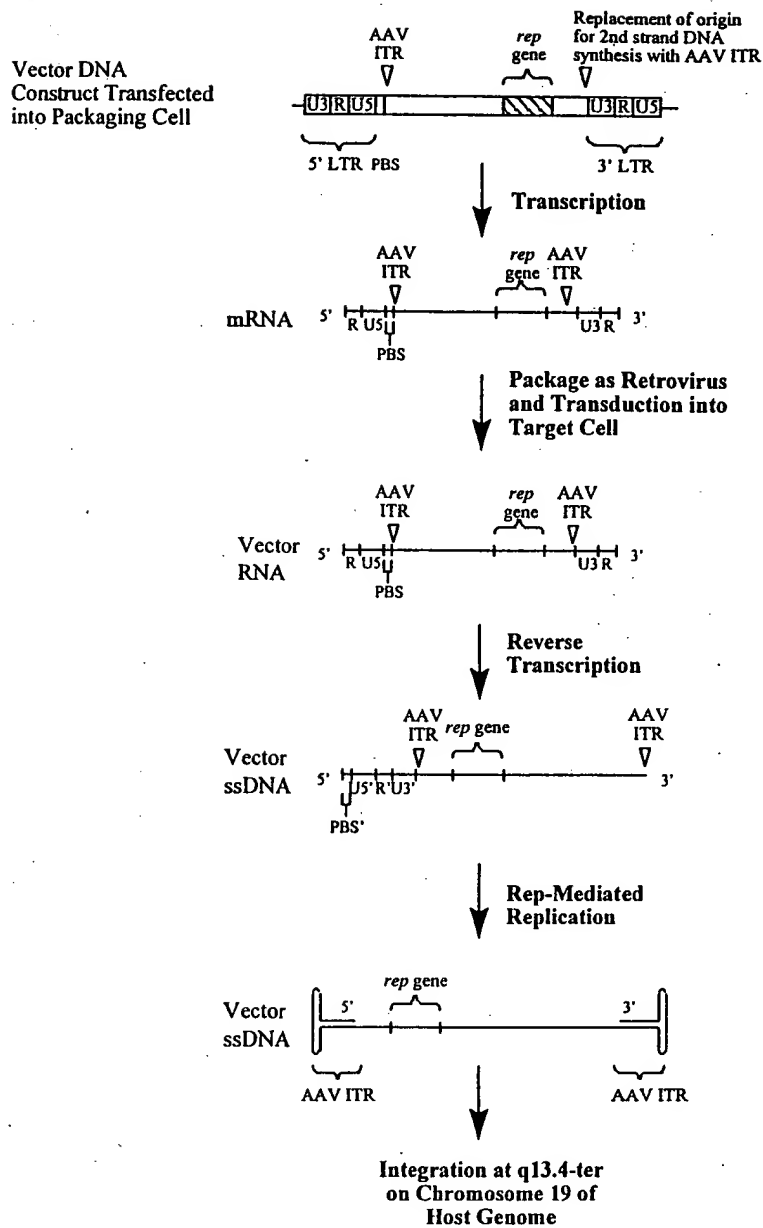 Replacement of origin
for 2nd strand DNA
synthesis with AAV ITR
AAV
ITR
rep
gene
Vector DNA
Construct Transfected
into Packaging Cell
U3 R U5
U3 R U5
5' LTR PBS
3' LTR
Transcription
AAV
ITR
rep
gene
AAV
ITR
mRNA
5'
3'
R U5
U3 R
PBS
Package as Retrovirus
and Transduction into
Target Cell
AAV
ITR
rep
gene
AAV
ITR
Vector
RNA
5'
3'
R U5
U3 R
PBS
Reverse
Transcription
AAV
ITR
rep gene
AAV
ITR
Vector
ssDNA
5'
3'
U5' R' U3'
PBS'
Rep-Mediated
Replication
rep gene
Vector
ssDNA
5'
3'
AAV ITR
AAV ITR
Integration at q13.4-ter
on Chromosome 19 of
Host Genome